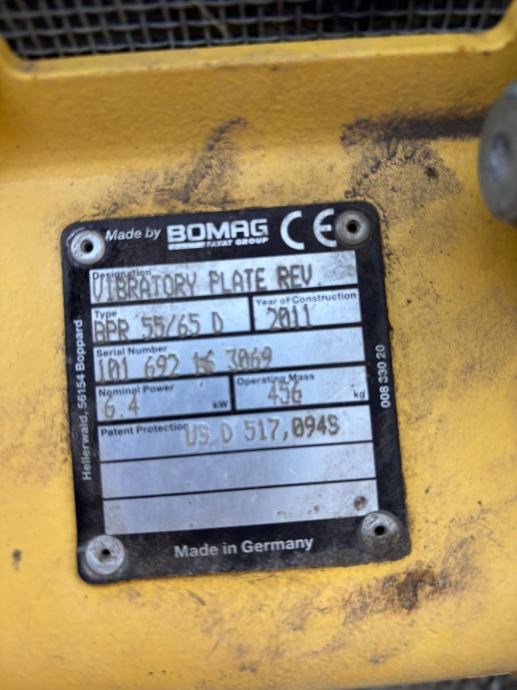 Made by BOMAG CE
FAYAT GROUP
Designation
VIBRATORY PLATE REV.
Type
BPR 55/65 D
Year of Construction
2011
Serial Number
101 692 3069
Nominal Power
6.4 kW
Operating Mass
456 kg
Patent Protection
US.D 517,094S
Made in Germany
Hellerwald, 56154 Boppard
008 330 20